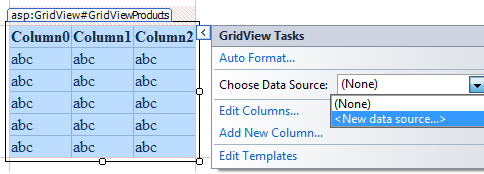 asp:GridView#GridViewProducts
Column0 Column1 Column2
abc abc abc
abc abc abc
abc abc abc
abc abc abc
abc abc abc
GridView Tasks
Auto Format...
Choose Data Source: (None)
(None)
<New data source...>
Edit Columns...
Add New Column...
Edit Templates